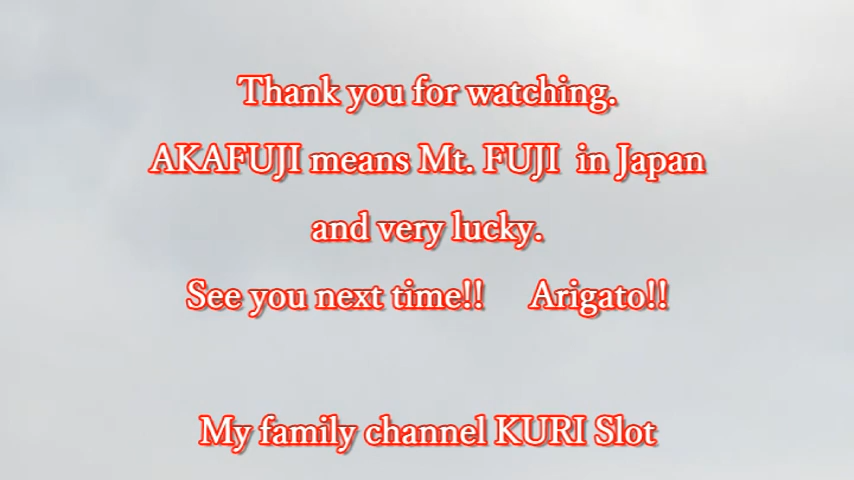 Thank you for watching.
AKAFUJI means Mt. FUJI in Japan
and very lucky.
See you next time!! Arigato!!
My family channel KURI Slot